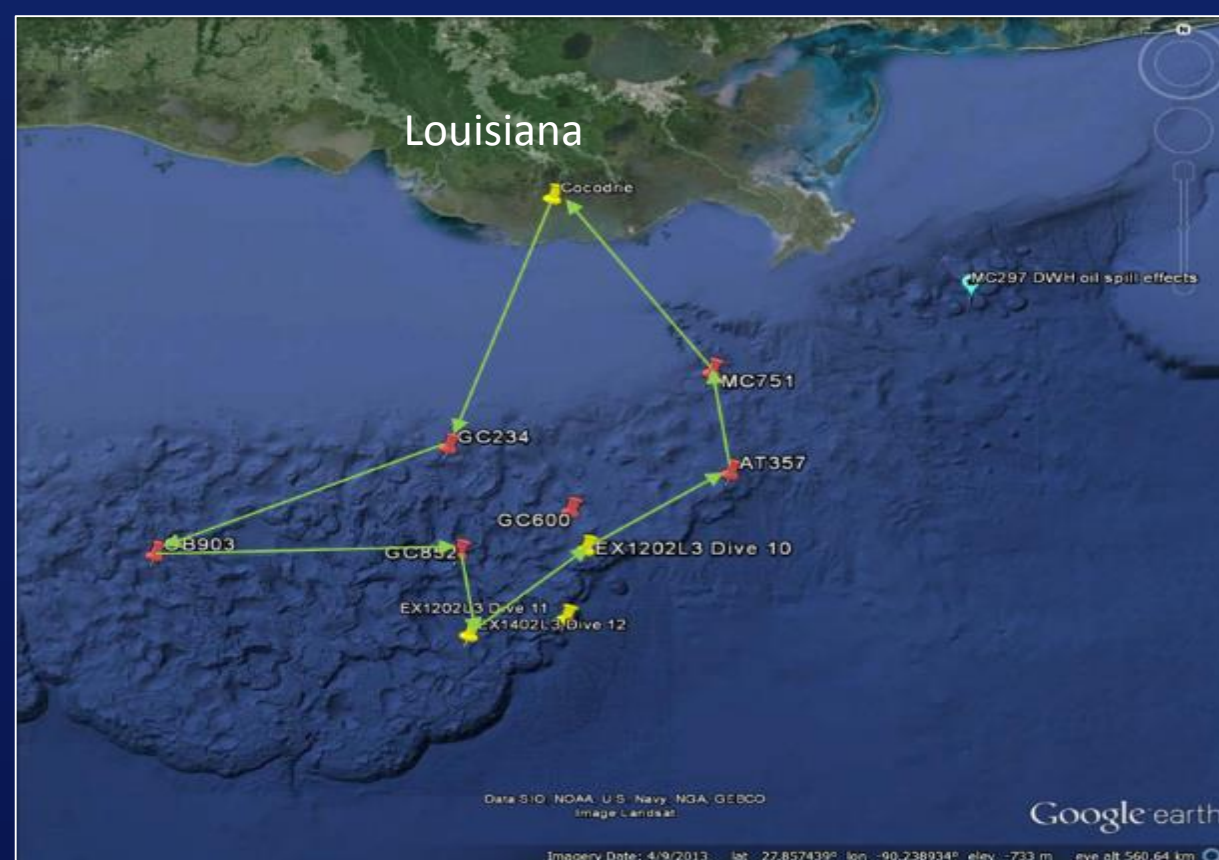 N
Louisiana
Cocodrie
MC297 DWH oil spill effects
MC751
GC234
AT357
GC600
GB903
GC852
EX1202L3 Dive 10
EX1202L3 Dive 11
EX1402L3 Dive 12
Data SIO, NOAA, U.S. Navy, NGA, GEBCO
Image Landsat
Google earth
Imagery Date: 4/9/2013 lat 27.857439° lon -90.238934° elev -733 m eye alt 560.64 km